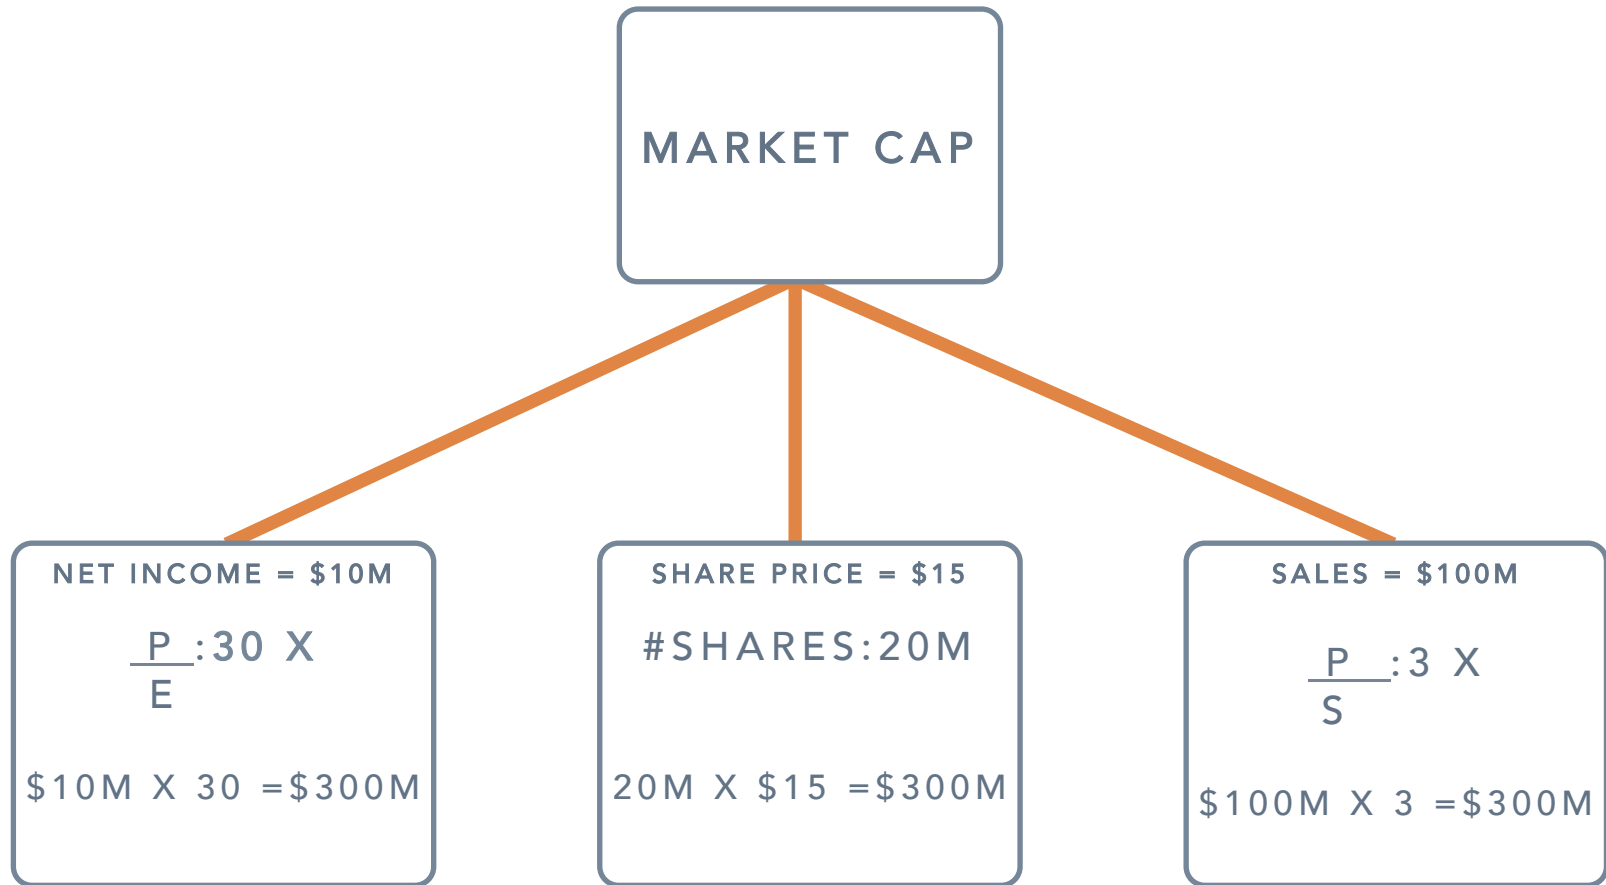 MARKET CAP
NET INCOME = $10M
P :30 X
E
$10M X 30 =$300M
SHARE PRICE = $15
#SHARES:20M
20M X $15 =$300M
SALES = $100M
P :3 X
S
$100M X 3 =$300M